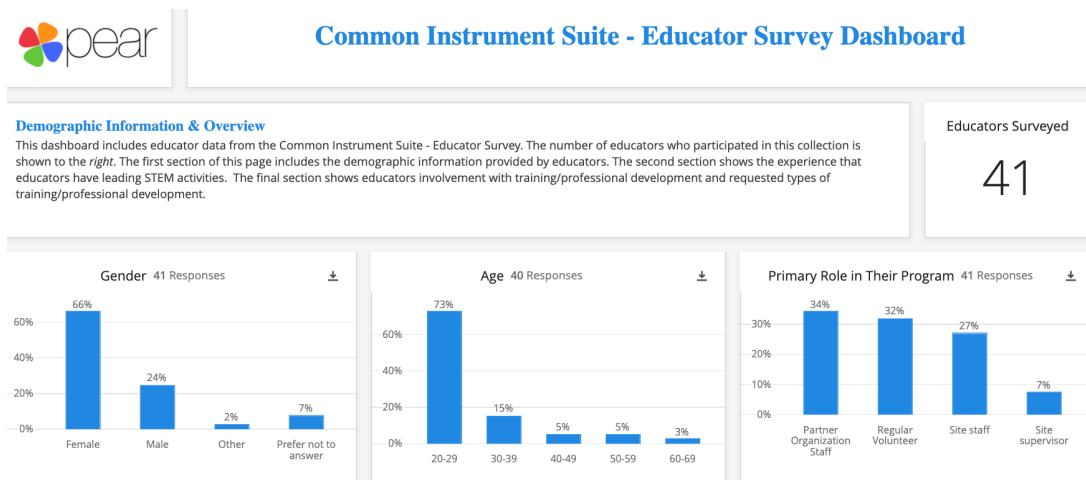 pear
Common Instrument Suite - Educator Survey Dashboard
Demographic Information & Overview
This dashboard includes educator data from the Common Instrument Suite - Educator Survey. The number of educators who participated in this collection is
shown to the right. The first section of this page includes the demographic information provided by educators. The second section shows the experience that
educators have leading STEM activities.  The final section shows educators involvement with training/professional development and requested types of
training/professional development.
Educators Surveyed
41
Gender 41 Responses
66%
24%
2%
7%
60%
40%
20%
0%
Female
Male
Other
Prefer not to
answer
Age 40 Responses
73%
15%
5%
5%
3%
60%
40%
20%
0%
20-29
30-39
40-49
50-59
60-69
Primary Role in Their Program 41 Responses
34%
32%
27%
7%
30%
20%
10%
0%
Partner
Organization
Staff
Regular
Volunteer
Site staff
Site
supervisor